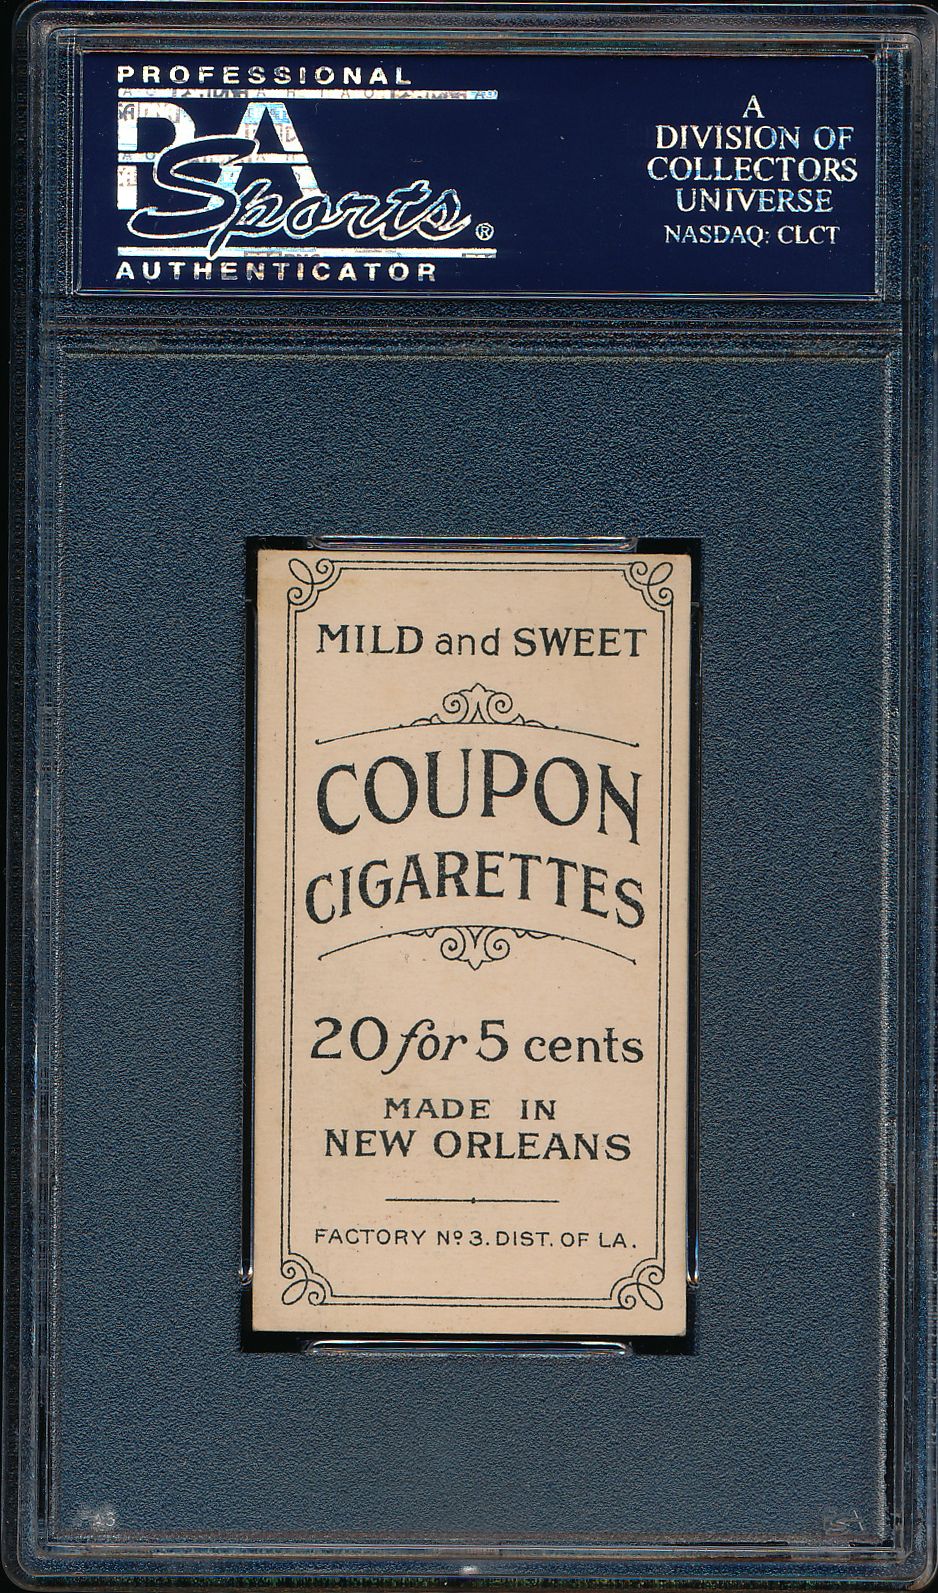 PROFESSIONAL
PSA
Sports®
AUTHENTICATOR
A
DIVISION OF
COLLECTORS
UNIVERSE
NASDAQ: CLCT
MILD and SWEET
COUPON
CIGARETTES
20 for 5 cents
MADE IN
NEW ORLEANS
FACTORY Nº 3. DIST. OF LA.